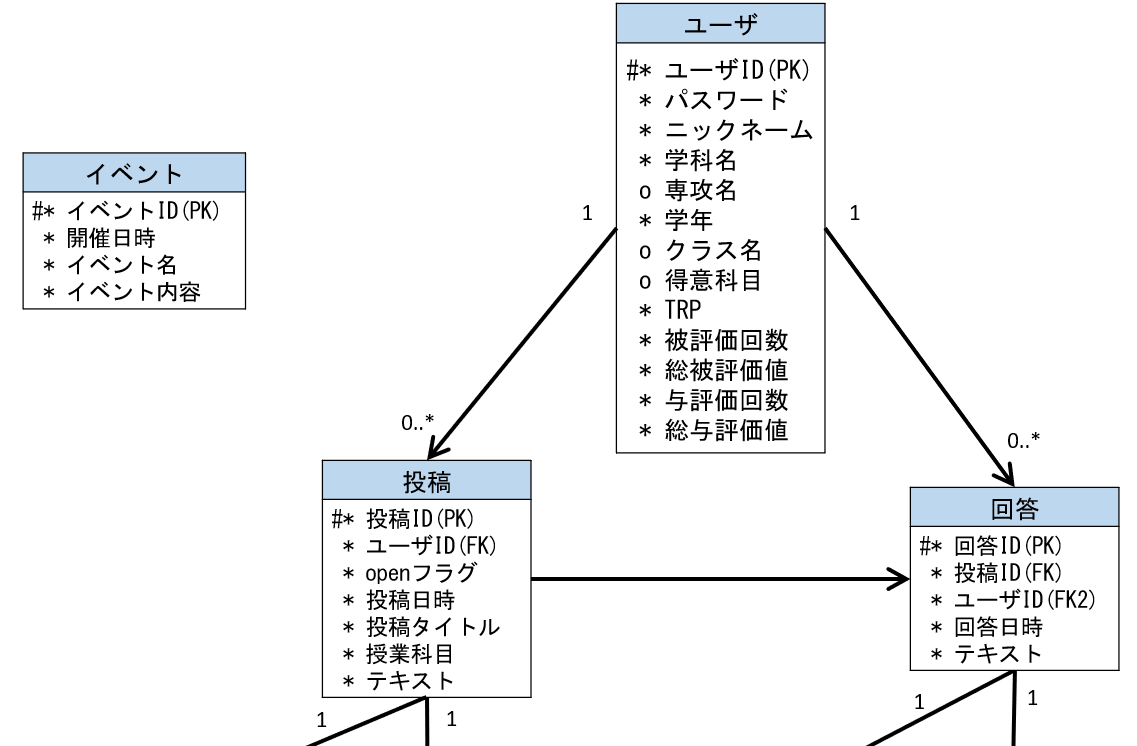 ユーザ
#* ユーザID(PK)
* パスワード
* ニックネーム
* 学科名
o 専攻名
* 学年
o クラス名
o 得意科目
* TRP
* 被評価回数
* 総被評価値
* 与評価回数
* 総与評価値
イベント
#* イベントID(PK)
* 開催日時
* イベント名
* イベント内容
1
1
0..*
0..*
投稿
#* 投稿ID(PK)
* ユーザID(FK)
* openフラグ
* 投稿日時
* 投稿タイトル
* 授業科目
* テキスト
回答
#* 回答ID(PK)
* 投稿ID(FK)
* ユーザID(FK2)
* 回答日時
* テキスト
1
1
1
1